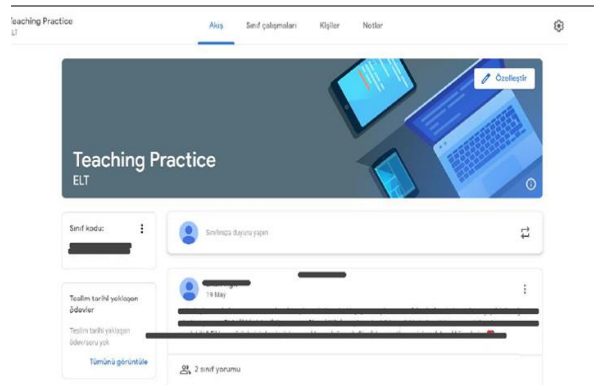 Teaching Practice
ELT
Akış Sınıf çalışmaları Kişiler Notlar
Özelleştir
Teaching Practice
ELT
Sınıf kodu:
Sınıfınıza duyuru yapın
19 May
Teslim tarihi yaklaşan
ödevler
Teslim tarihi yaklaşan
ödev yok
Tümünü görüntüle
2 sınıf yorumu